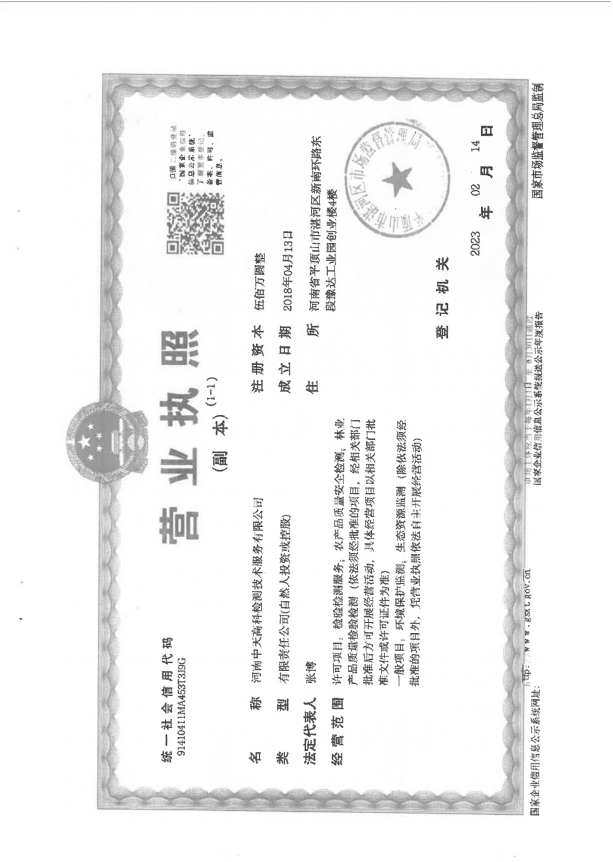 统一社会信用代码
91410411MA453T3J9G
营业执照
(副 本) (1-1)
扫描二维码登录
"国家企业信用
信息公示系统"
了解更多登记、
备案、许可、监
管信息。
名 称 河南中天高科检测技术服务有限公司
类 型 有限责任公司(自然人投资或控股)
法定代表人 张博
经营范围 许可项目:检验检测服务;农产品质量安全检测;林业
产品质量检验检测(依法须经批准的项目,经相关部门
批准后方可开展经营活动,具体经营项目以相关部门批
准文件或许可证件为准)
一般项目:环境保护监测;生态资源监测(除依法须经
批准的项目外,凭营业执照依法自主开展经营活动)
注册资本 伍佰万圆整
成立日期 2018年04月13日
住 所 河南省平顶山市湛河区新南环路东
段豫达工业园创业楼4楼
平顶山市湛河区市场监督管理局
登记机关
2023 年 02 月 14 日
国家企业信用信息公示系统网址:
http://www.gsxt.gov.cn
市场主体应当于每年1月1日 至 6月30日通过
国家企业信用信息公示系统报送公示年度报告
国家市场监督管理总局监制